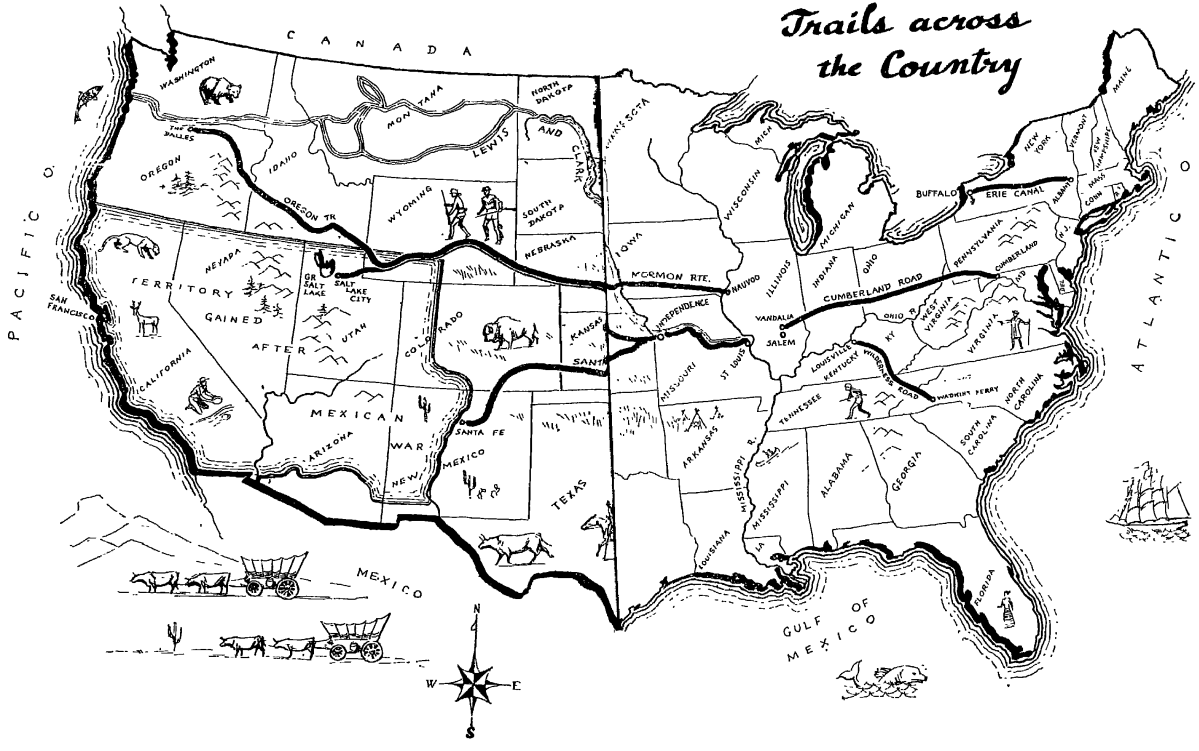 Trails across
the Country
CANADA
PACIFIC O.
ATLANTIC O
WASHINGTON
MONTANA
NORTH
DAKOTA
MINNESOTA
MICH
MAINE
VERMONT
NEW
HAMPSHIRE
MASS
CONN
NEW
YORK
THE
DALLES
OREGON
IDAHO
LEWIS
AND
CLARK
WYOMING
SOUTH
DAKOTA
WISCONSIN
MICHIGAN
BUFFALO
ERIE CANAL
ALBANY
OREGON TR.
NEBRASKA
IOWA
MORMON RTE.
NAUVOO
ILLINOIS
INDIANA
OHIO
PENNSYLVANIA
N.J.
CUMBERLAND
CUMBERLAND ROAD
MD
DEL
NEVADA
GR
SALT
LAKE
SALT
LAKE
CITY
TERRITORY
GAINED
AFTER
MEXICAN
WAR
UTAH
COLORADO
KANSAS
INDEPENDENCE
SANTA
VANDALIA
SALEM
ST LOUIS
MISSOURI
OHIO R.
WEST
VIRGINIA
VIRGINIA
KY
LOUISVILLE
KENTUCKY
WILDERNESS ROAD
WADKINS FERRY
SAN
FRANCISCO
CALIFORNIA
ARIZONA
NEW
MEXICO
SANTA FE
TENNESSEE
NORTH
CAROLINA
SOUTH
CAROLINA
ARKANSAS
MISSISSIPPI R.
MISSISSIPPI
ALABAMA
GEORGIA
TEXAS
LOUISIANA
LA
FLORIDA
MEXICO
GULF OF
MEXICO
N
W
E
S